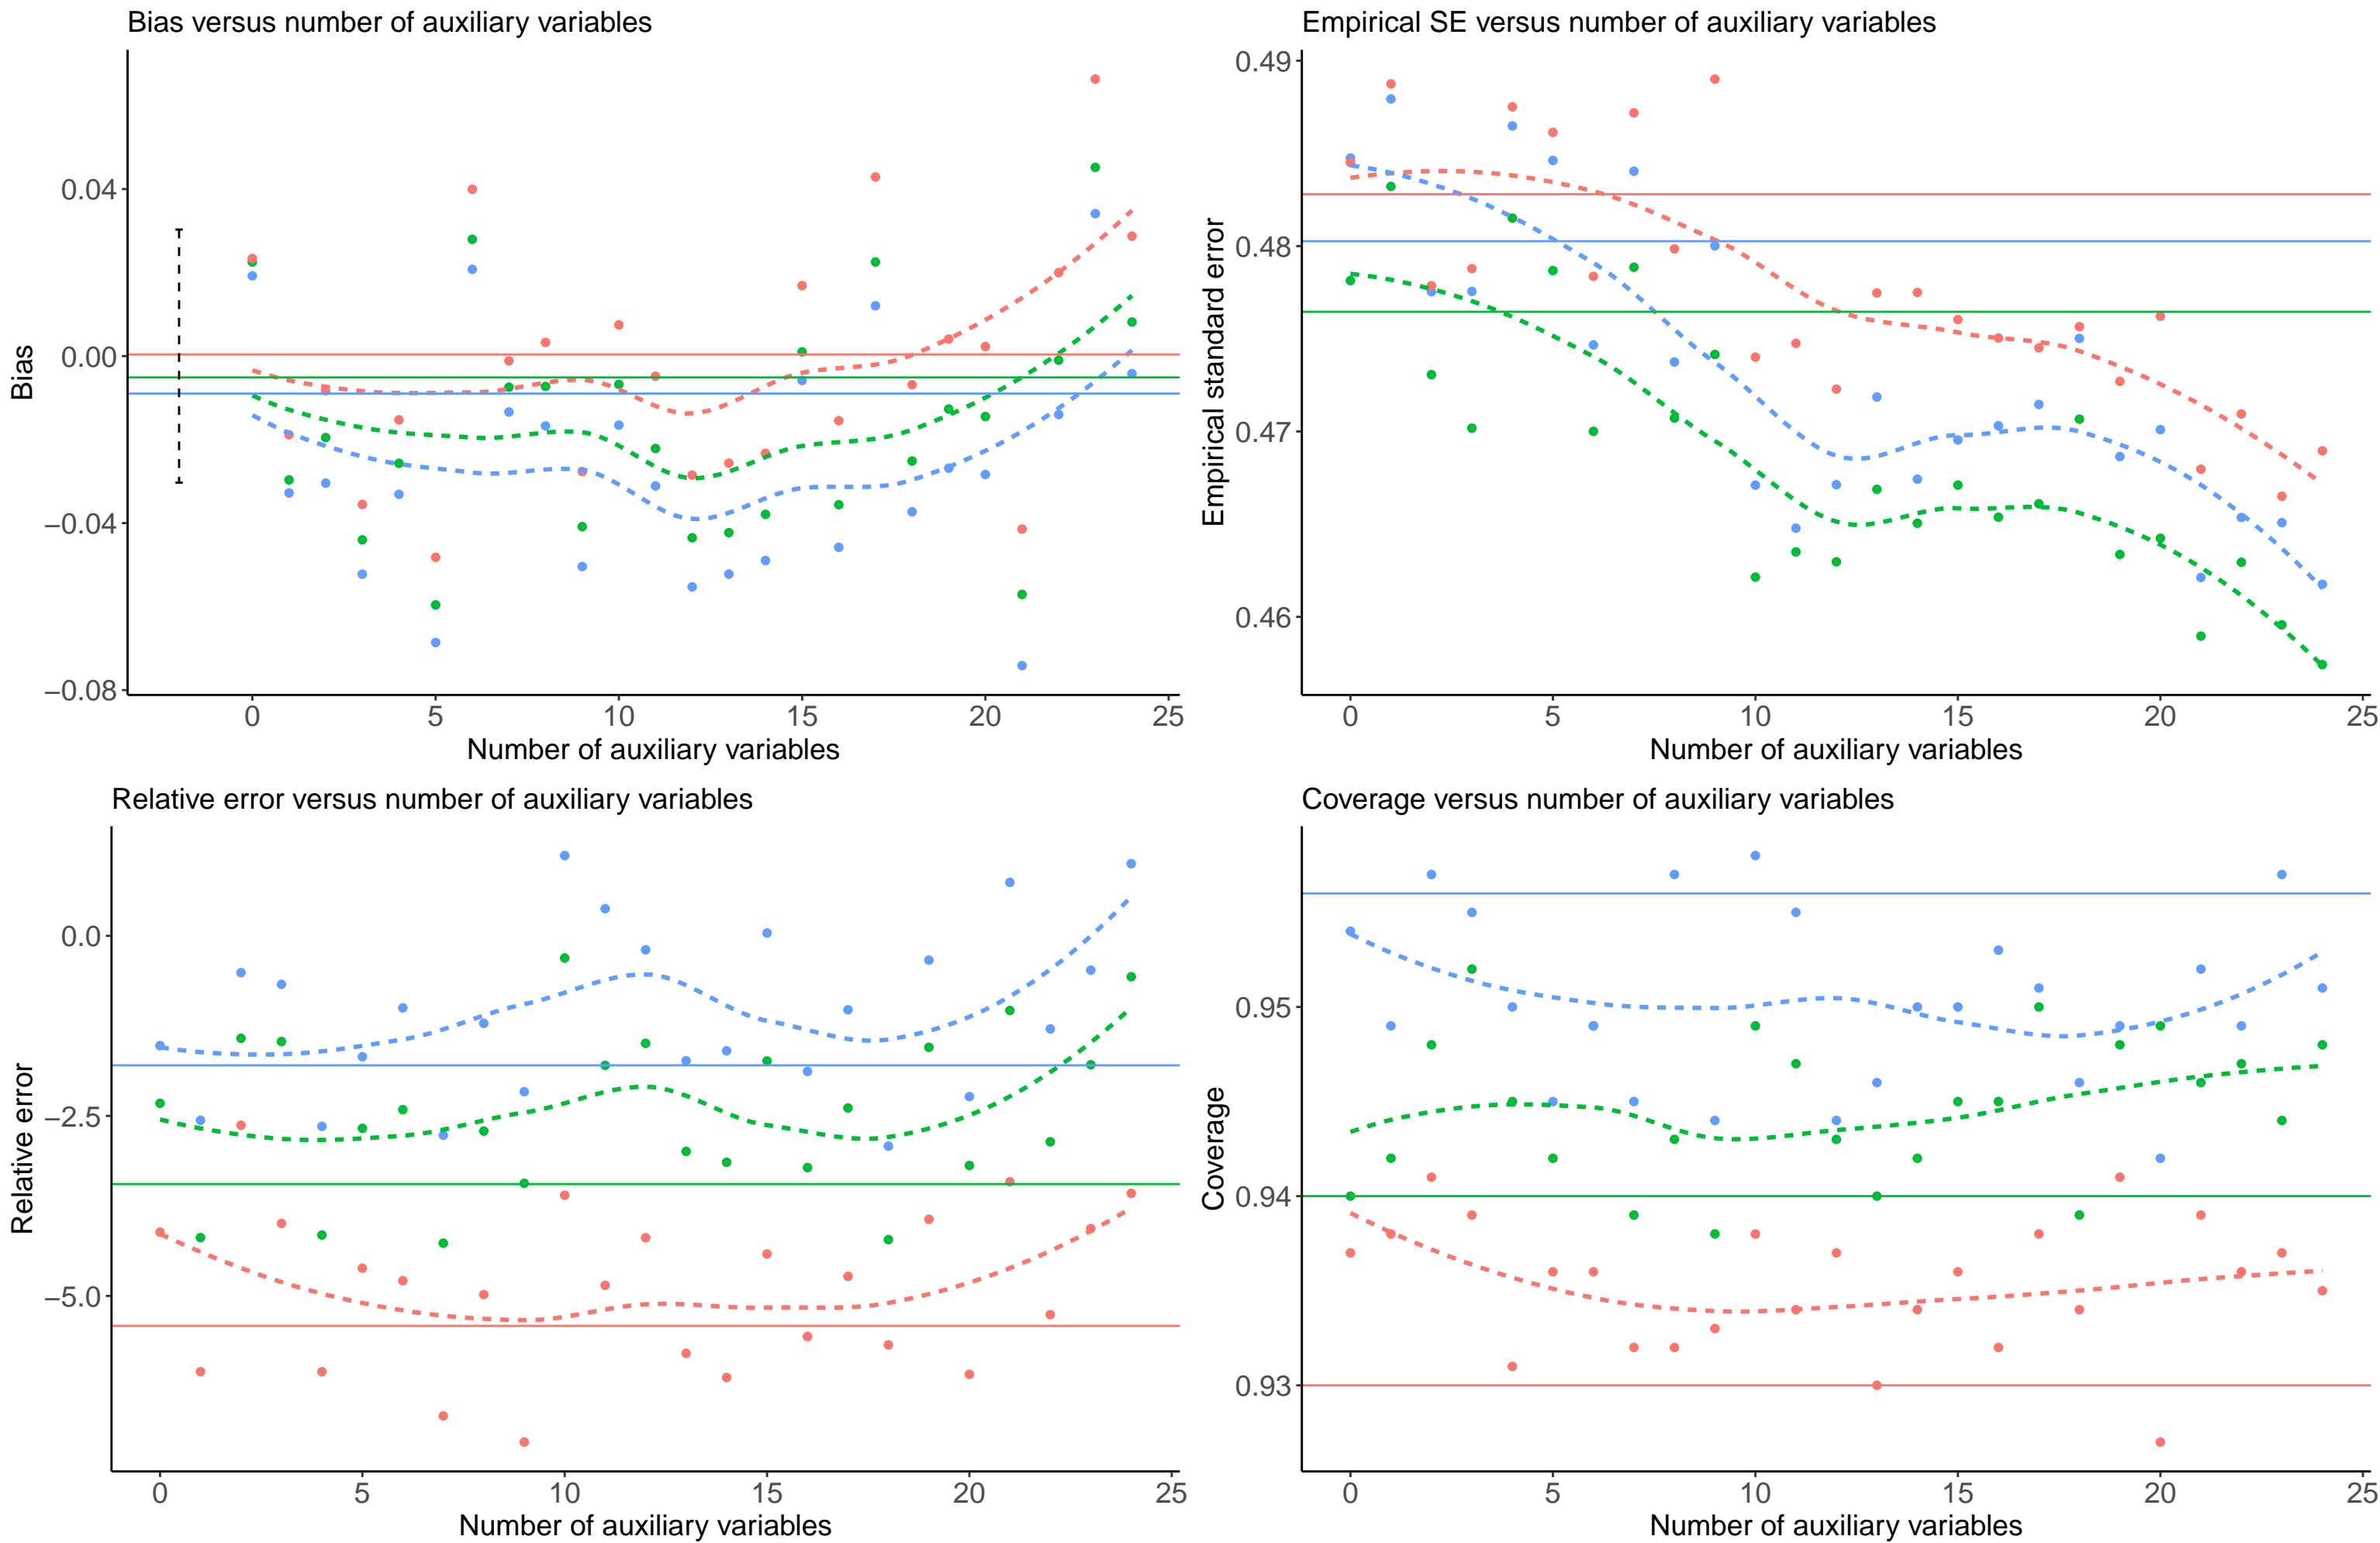 Bias versus number of auxiliary variables
0.04
0.00
−0.04
−0.08
Bias
0 5 10 15 20 25
Number of auxiliary variables
Empirical SE versus number of auxiliary variables
0.49
0.48
0.47
0.46
Empirical standard error
0 5 10 15 20 25
Number of auxiliary variables
Relative error versus number of auxiliary variables
0.0
−2.5
−5.0
Relative error
0 5 10 15 20 25
Number of auxiliary variables
Coverage versus number of auxiliary variables
0.95
0.94
0.93
Coverage
0 5 10 15 20 25
Number of auxiliary variables